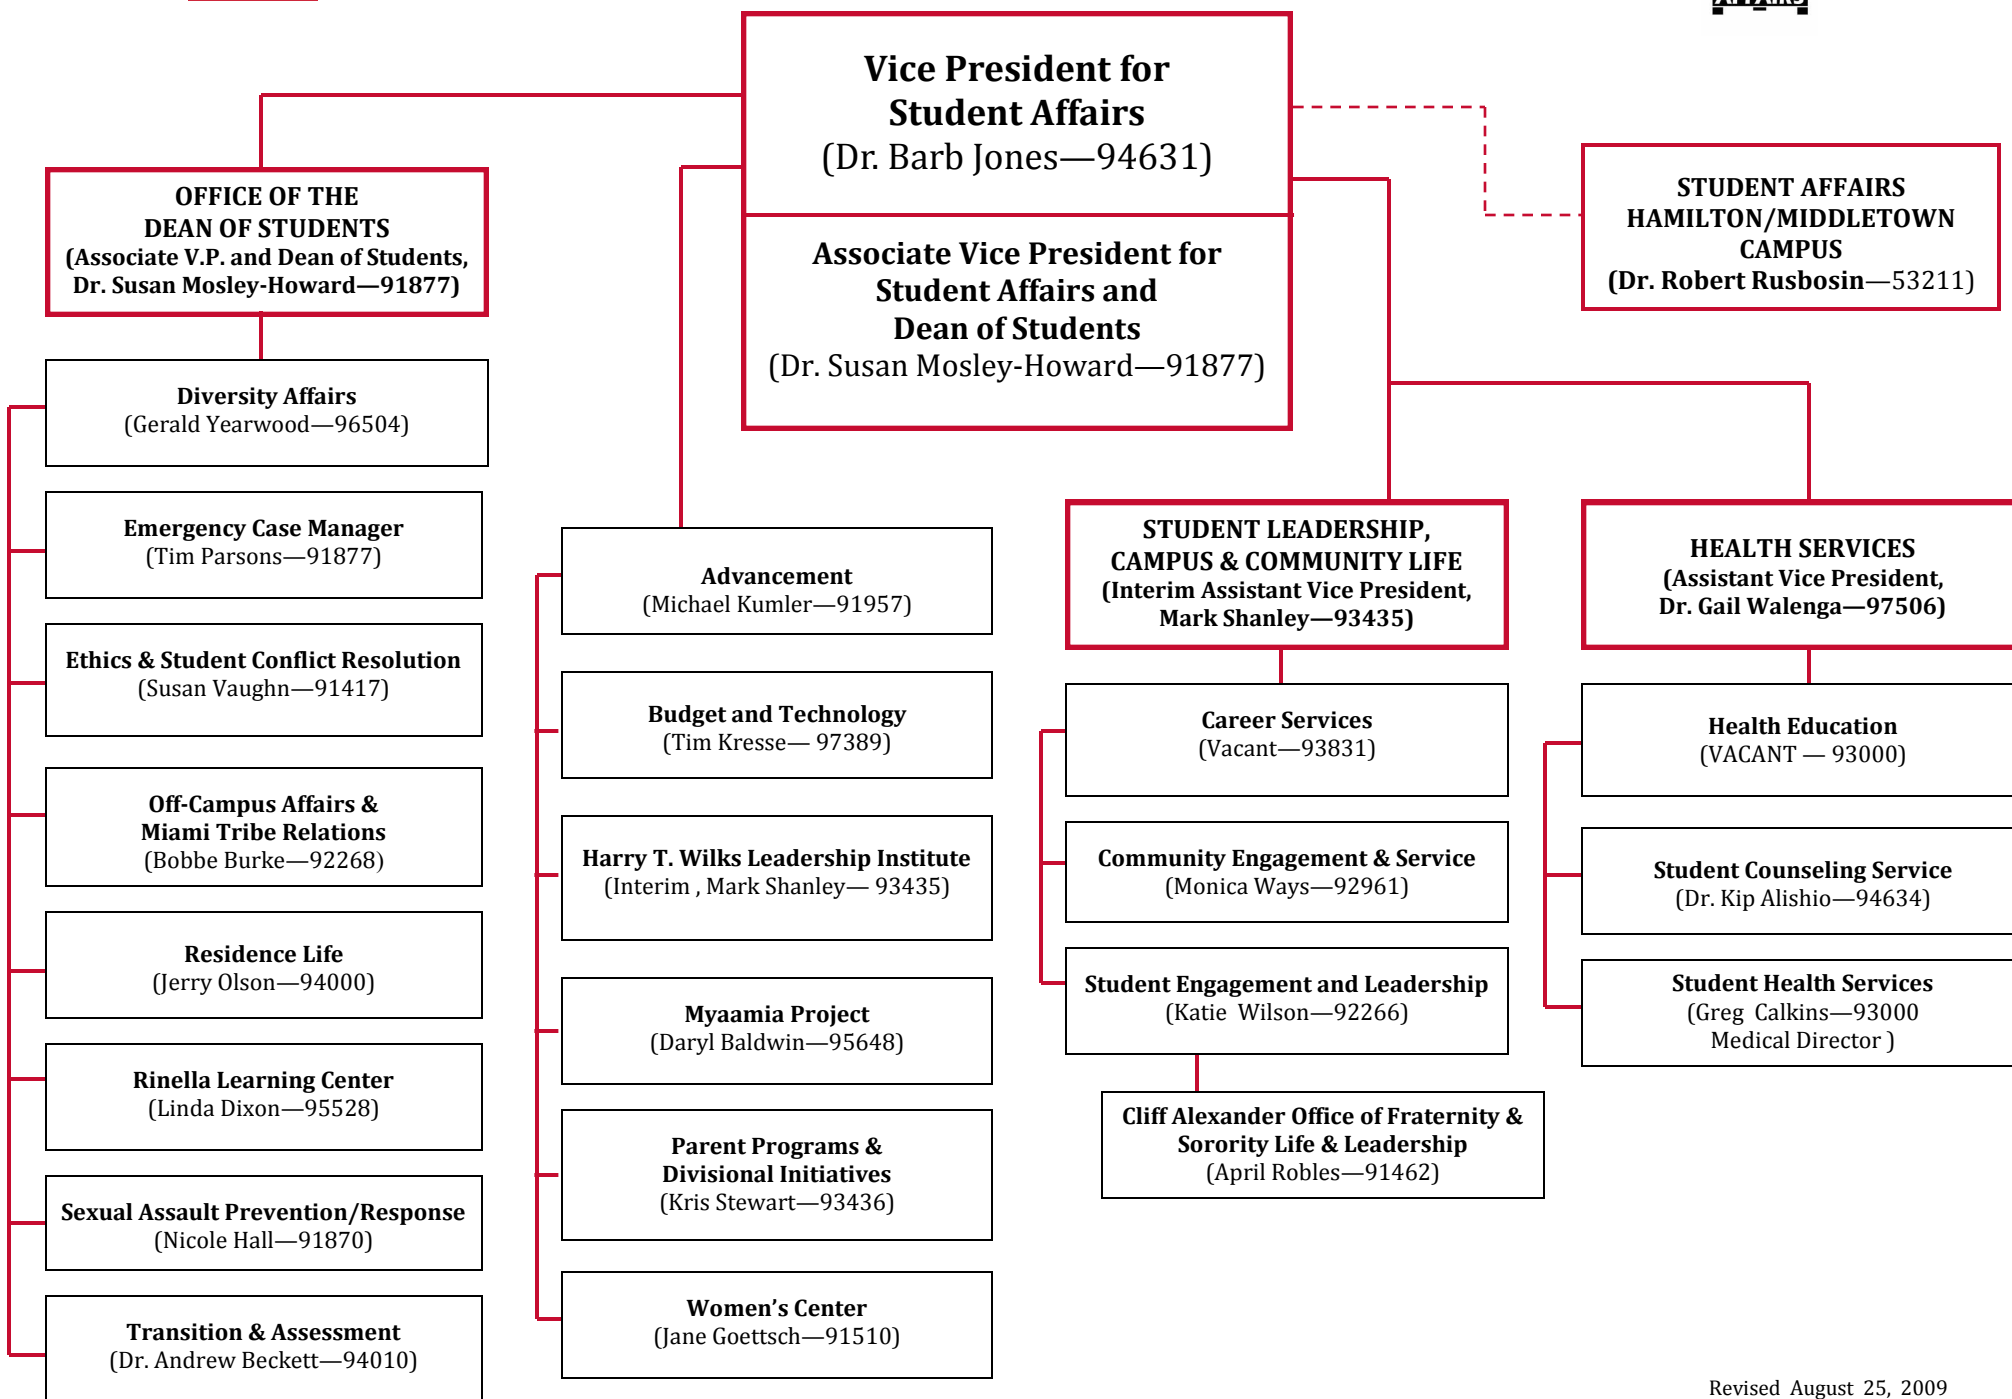 Vice President for
Student Affairs
(Dr. Barb Jones—94631)
Associate Vice President for
Student Affairs and
Dean of Students
(Dr. Susan Mosley-Howard—91877)
STUDENT AFFAIRS
HAMILTON/MIDDLETOWN
CAMPUS
(Dr. Robert Rusbosin—53211)
OFFICE OF THE
DEAN OF STUDENTS
(Associate V.P. and Dean of Students,
Dr. Susan Mosley-Howard—91877)
Diversity Affairs
(Gerald Yearwood—96504)
Emergency Case Manager
(Tim Parsons—91877)
Ethics & Student Conflict Resolution
(Susan Vaughn—91417)
Off-Campus Affairs &
Miami Tribe Relations
(Bobbe Burke—92268)
Residence Life
(Jerry Olson—94000)
Rinella Learning Center
(Linda Dixon—95528)
Sexual Assault Prevention/Response
(Nicole Hall—91870)
Transition & Assessment
(Dr. Andrew Beckett—94010)
Advancement
(Michael Kumler—91957)
Budget and Technology
(Tim Kresse— 97389)
Harry T. Wilks Leadership Institute
(Interim , Mark Shanley— 93435)
Myaamia Project
(Daryl Baldwin—95648)
Parent Programs &
Divisional Initiatives
(Kris Stewart—93436)
Women’s Center
(Jane Goettsch—91510)
STUDENT LEADERSHIP,
CAMPUS & COMMUNITY LIFE
(Interim Assistant Vice President,
Mark Shanley—93435)
Career Services
(Vacant—93831)
Community Engagement & Service
(Monica Ways—92961)
Student Engagement and Leadership
(Katie Wilson—92266)
Cliff Alexander Office of Fraternity &
Sorority Life & Leadership
(April Robles—91462)
HEALTH SERVICES
(Assistant Vice President,
Dr. Gail Walenga—97506)
Health Education
(VACANT — 93000)
Student Counseling Service
(Dr. Kip Alishio—94634)
Student Health Services
(Greg Calkins—93000
Medical Director )
Revised August 25, 2009